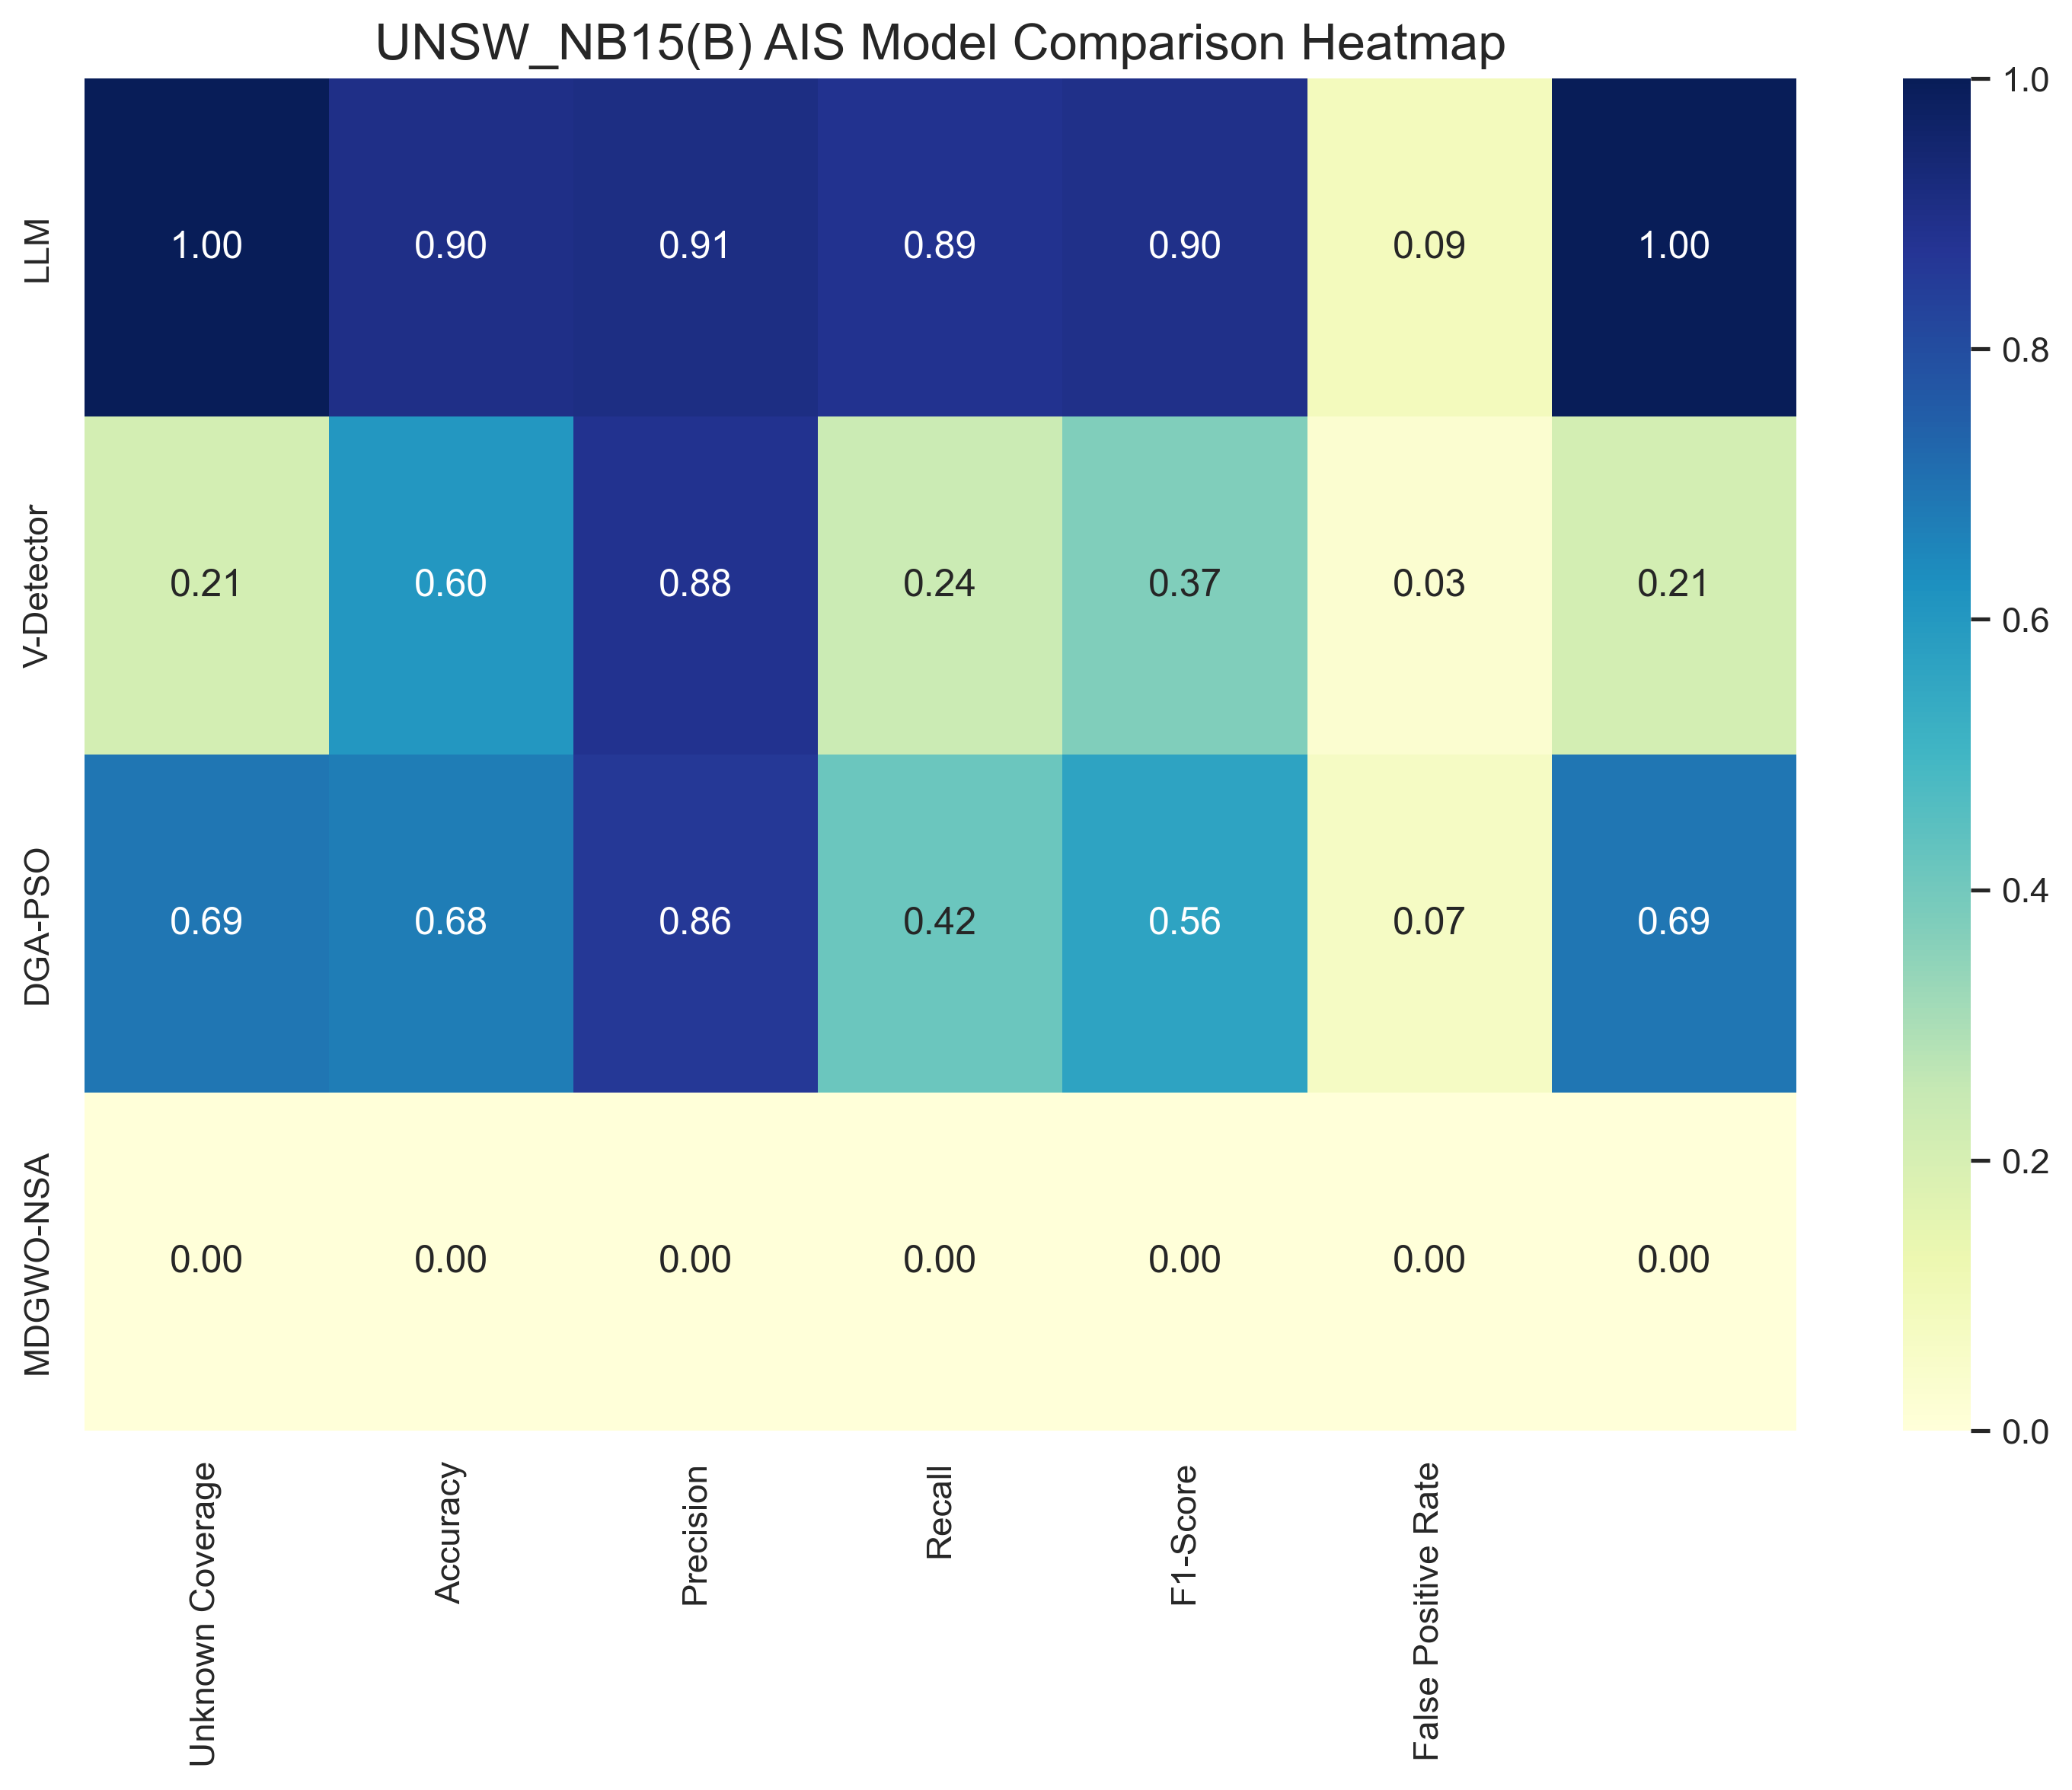 UNSW_NB15(B) AIS Model Comparison Heatmap
LLM
1.00 0.90 0.91 0.89 0.90 0.09 1.00
V-Detector
0.21 0.60 0.88 0.24 0.37 0.03 0.21
DGA-PSO
0.69 0.68 0.86 0.42 0.56 0.07 0.69
MDGWO-NSA
0.00 0.00 0.00 0.00 0.00 0.00 0.00
Unknown Coverage
Accuracy
Precision
Recall
F1-Score
False Positive Rate
1.0
0.8
0.6
0.4
0.2
0.0